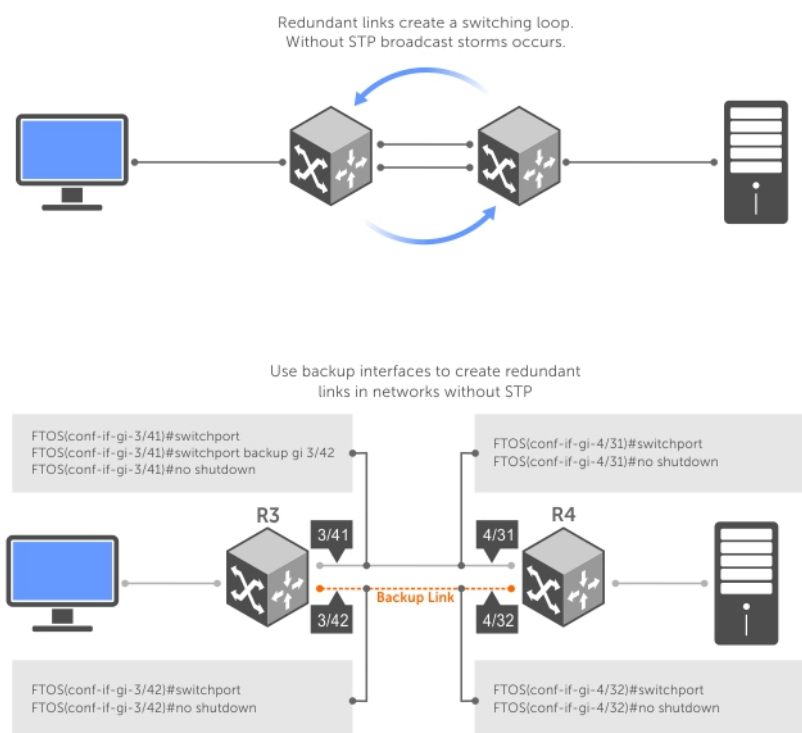 Redundant links create a switching loop.
Without STP broadcast storms occurs.
Use backup interfaces to create redundant
links in networks without STP
FTOS(conf-if-gi-3/41)#switchport
FTOS(conf-if-gi-3/41)#switchport backup gi 3/42
FTOS(conf-if-gi-3/41)#no shutdown
FTOS(conf-if-gi-4/31)#switchport
FTOS(conf-if-gi-4/31)#no shutdown
R3
R4
3/41
4/31
Backup Link
3/42
4/32
FTOS(conf-if-gi-3/42)#switchport
FTOS(conf-if-gi-3/42)#no shutdown
FTOS(conf-if-gi-4/32)#switchport
FTOS(conf-if-gi-4/32)#no shutdown